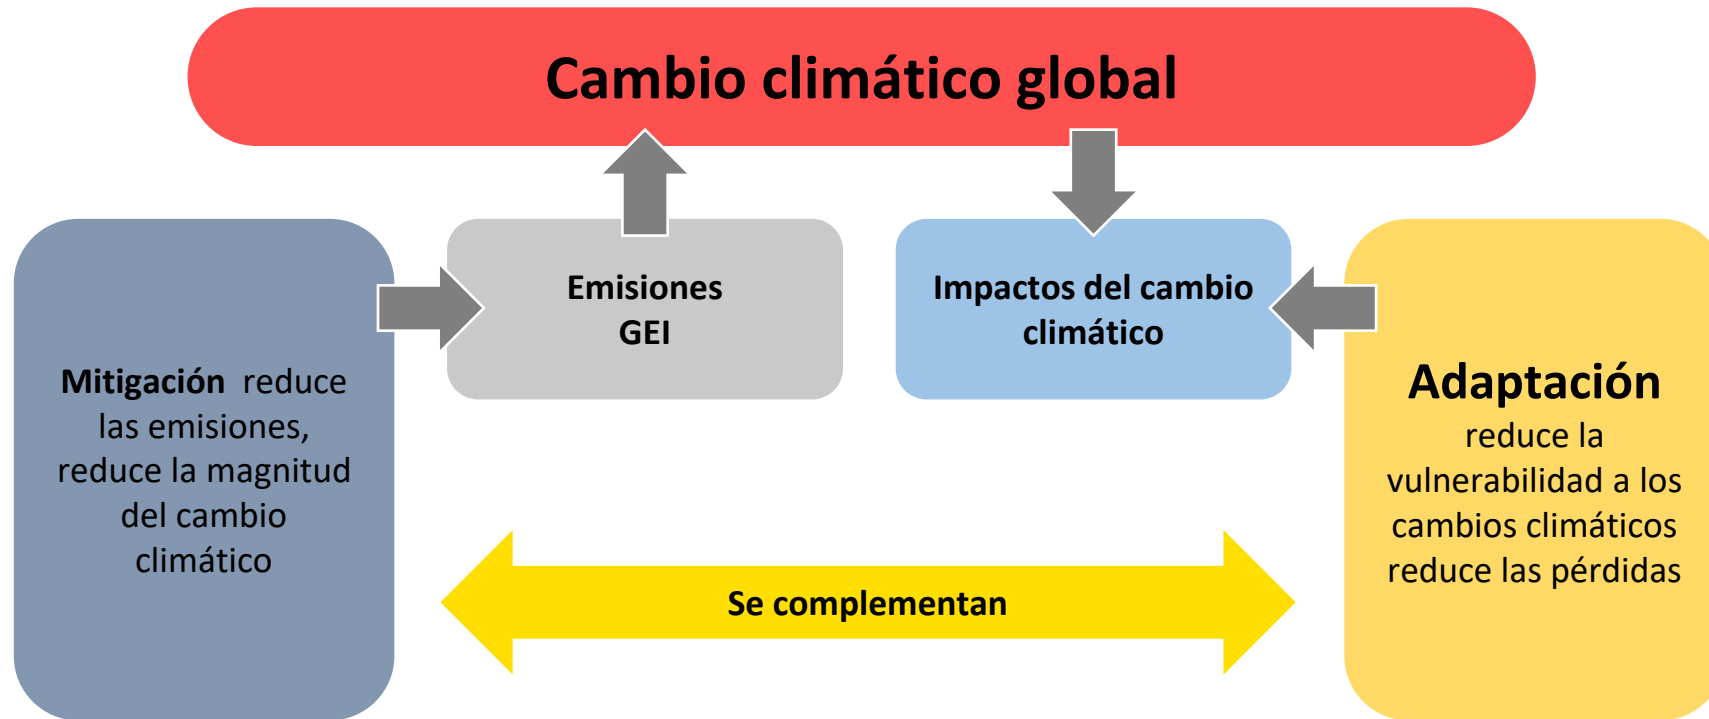 Cambio climático global
Emisiones
GEI
Impactos del cambio
climático
Mitigación reduce
las emisiones,
reduce la magnitud
del cambio
climático
Adaptación
reduce la
vulnerabilidad a los
cambios climáticos
reduce las pérdidas
Se complementan